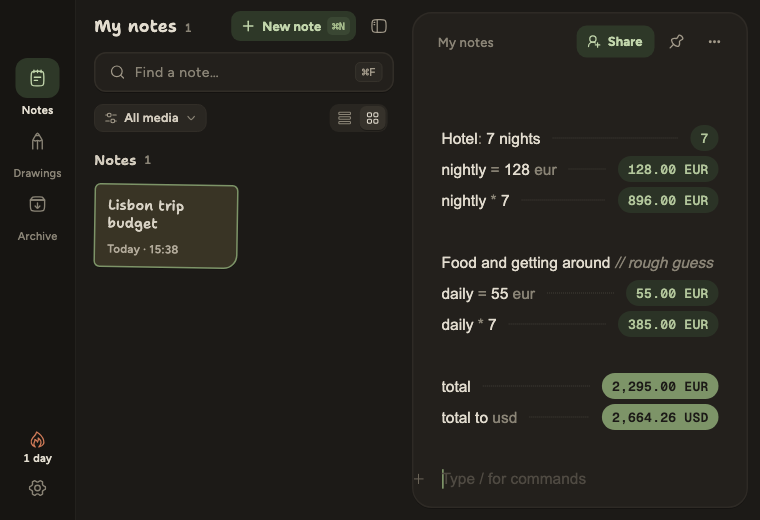 Notes
Drawings
Archive
1 day
My notes 1
+ New note ⌘N
Find a note... ⌘F
All media
Notes 1
Lisbon trip
budget
Today · 15:38
My notes
Share
Hotel: 7 nights 7
nightly = 128 eur 128.00 EUR
nightly * 7 896.00 EUR
Food and getting around // rough guess
daily = 55 eur 55.00 EUR
daily * 7 385.00 EUR
total 2,295.00 EUR
total to usd 2,664.26 USD
+ Type / for commands